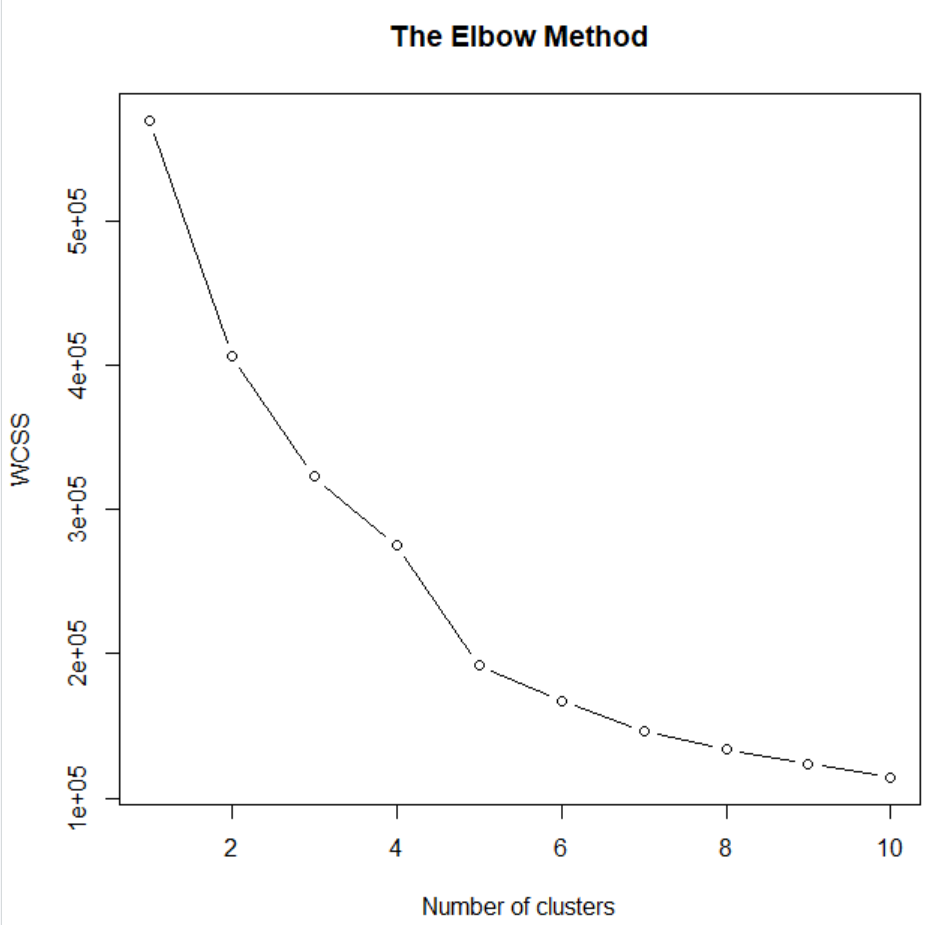 The Elbow Method
5e+05
4e+05
3e+05
2e+05
1e+05
WCSS
2 4 6 8 10
Number of clusters